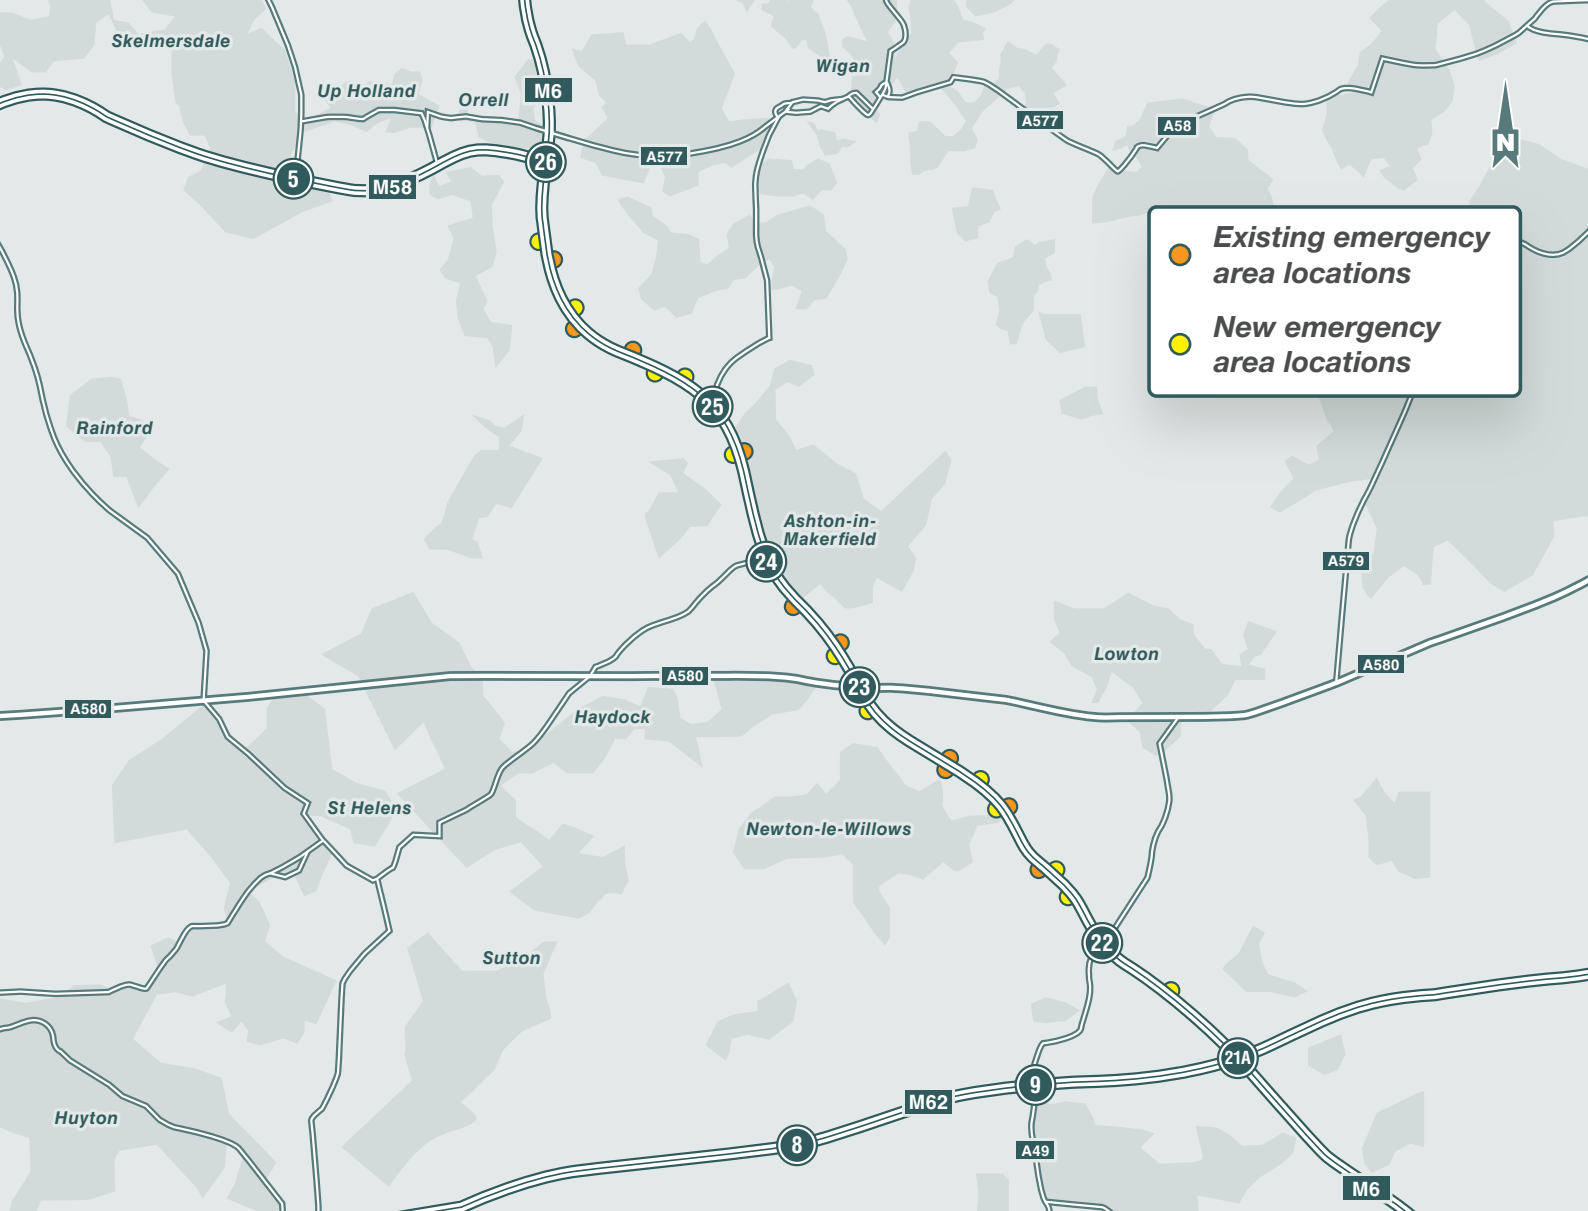 Skelmersdale
Wigan
Up Holland
M6
Orrell
A577
A58
N
26
A577
5
M58
Existing emergency
area locations
New emergency
area locations
25
Rainford
Ashton-in-
Makerfield
24
A579
Lowton
A580
A580
23
A580
Haydock
St Helens
Newton-le-Willows
22
Sutton
21A
9
M62
Huyton
8
A49
M6